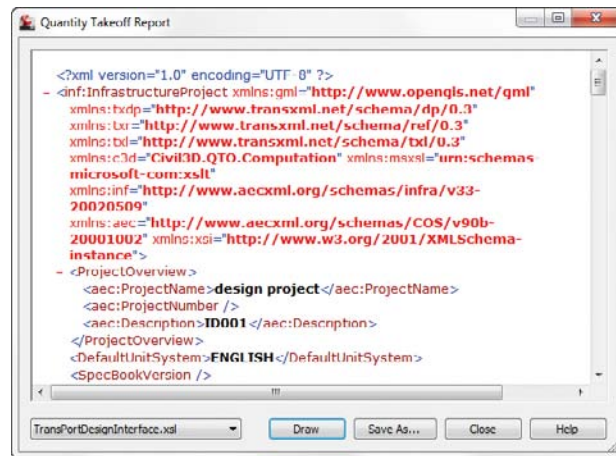 Quantity Takeoff Report
<?xml version="1.0" encoding="UTF-8" ?>
- <inf:InfrastructureProject xmlns:gml="http://www.opengis.net/gml"
xmlns:txdp="http://www.transxml.net/schema/dp/0.3"
xmlns:txr="http://www.transxml.net/schema/ref/0.3"
xmlns:txl="http://www.transxml.net/schema/txl/0.3"
xmlns:c3d="Civil3D.QTO.Computation" xmlns:msxsl="urn:schemas-
microsoft-com:xslt"
xmlns:inf="http://www.aecxml.org/schemas/infra/v33-
20020509"
xmlns:aec="http://www.aecxml.org/schemas/COS/v90b-
20001002" xmlns:xsi="http://www.w3.org/2001/XMLSchema-
instance">
- <ProjectOverview>
<aec:ProjectName>design project</aec:ProjectName>
<aec:ProjectNumber />
<aec:Description>ID001</aec:Description>
</ProjectOverview>
<DefaultUnitSystem>ENGLISH</DefaultUnitSystem>
<SpecBookVersion />
TransPortDesignInterface.xsl
Draw
Save As...
Close
Help